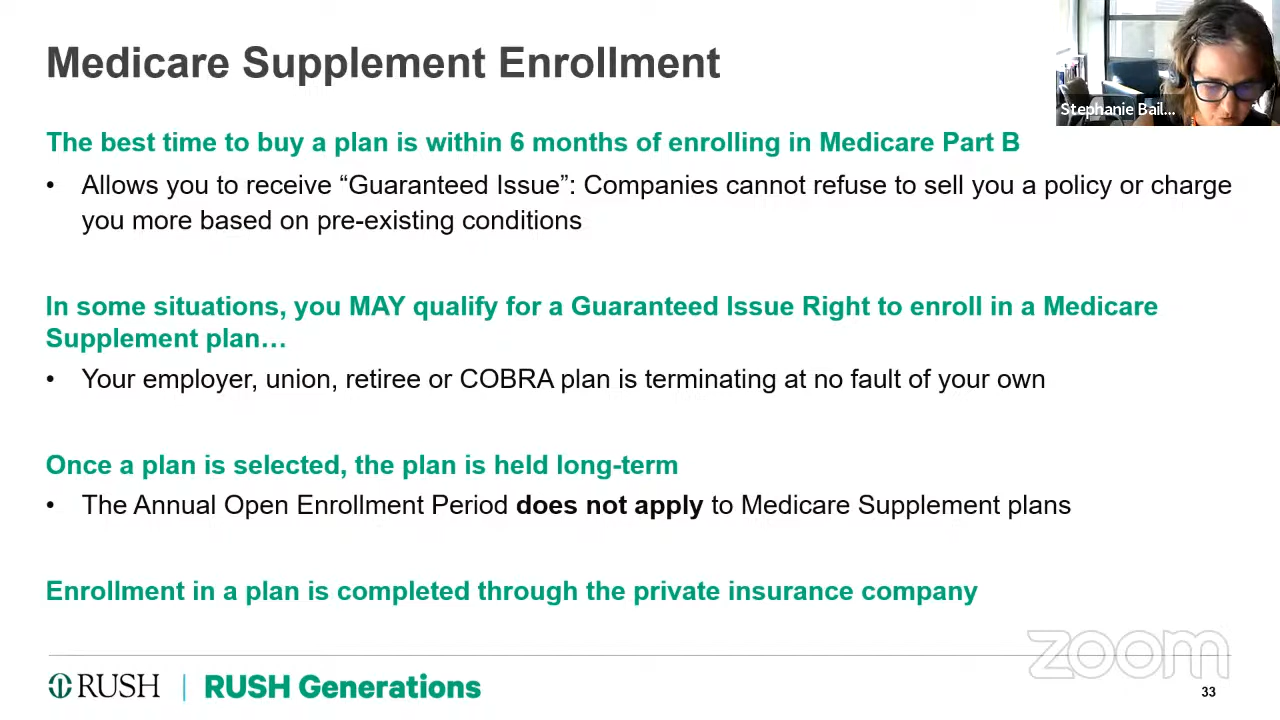 Medicare Supplement Enrollment
Stephanie Bail...
The best time to buy a plan is within 6 months of enrolling in Medicare Part B
• Allows you to receive “Guaranteed Issue”: Companies cannot refuse to sell you a policy or charge
you more based on pre-existing conditions
In some situations, you MAY qualify for a Guaranteed Issue Right to enroll in a Medicare
Supplement plan…
• Your employer, union, retiree or COBRA plan is terminating at no fault of your own
Once a plan is selected, the plan is held long-term
• The Annual Open Enrollment Period does not apply to Medicare Supplement plans
Enrollment in a plan is completed through the private insurance company
zoom
RUSH | RUSH Generations
33